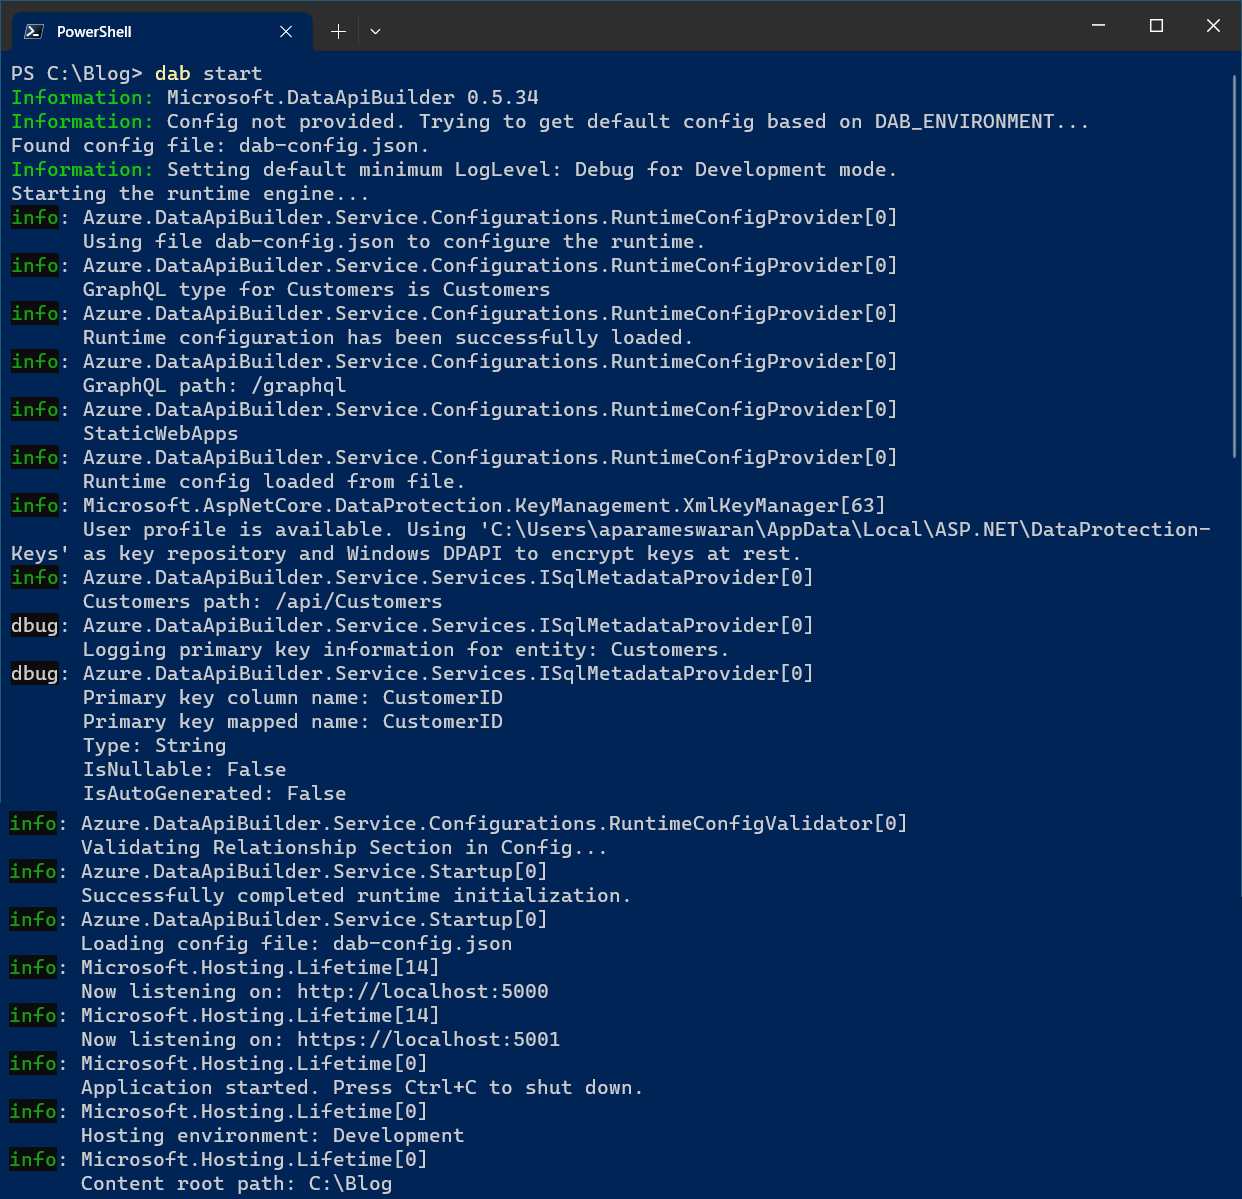 PowerShell
PS C:\Blog> dab start
Information: Microsoft.DataApiBuilder 0.5.34
Information: Config not provided. Trying to get default config based on DAB_ENVIRONMENT...
Found config file: dab-config.json.
Information: Setting default minimum LogLevel: Debug for Development mode.
Starting the runtime engine...
info: Azure.DataApiBuilder.Service.Configurations.RuntimeConfigProvider[0]
      Using file dab-config.json to configure the runtime.
info: Azure.DataApiBuilder.Service.Configurations.RuntimeConfigProvider[0]
      GraphQL type for Customers is Customers
info: Azure.DataApiBuilder.Service.Configurations.RuntimeConfigProvider[0]
      Runtime configuration has been successfully loaded.
info: Azure.DataApiBuilder.Service.Configurations.RuntimeConfigProvider[0]
      GraphQL path: /graphql
info: Azure.DataApiBuilder.Service.Configurations.RuntimeConfigProvider[0]
      StaticWebApps
info: Azure.DataApiBuilder.Service.Configurations.RuntimeConfigProvider[0]
      Runtime config loaded from file.
info: Microsoft.AspNetCore.DataProtection.KeyManagement.XmlKeyManager[63]
      User profile is available. Using 'C:\Users\aparameswaran\AppData\Local\ASP.NET\DataProtection-
Keys' as key repository and Windows DPAPI to encrypt keys at rest.
info: Azure.DataApiBuilder.Service.Services.ISqlMetadataProvider[0]
      Customers path: /api/Customers
dbug: Azure.DataApiBuilder.Service.Services.ISqlMetadataProvider[0]
      Logging primary key information for entity: Customers.
dbug: Azure.DataApiBuilder.Service.Services.ISqlMetadataProvider[0]
      Primary key column name: CustomerID
      Primary key mapped name: CustomerID
      Type: String
      IsNullable: False
      IsAutoGenerated: False
info: Azure.DataApiBuilder.Service.Configurations.RuntimeConfigValidator[0]
      Validating Relationship Section in Config...
info: Azure.DataApiBuilder.Service.Startup[0]
      Successfully completed runtime initialization.
info: Azure.DataApiBuilder.Service.Startup[0]
      Loading config file: dab-config.json
info: Microsoft.Hosting.Lifetime[14]
      Now listening on: http://localhost:5000
info: Microsoft.Hosting.Lifetime[14]
      Now listening on: https://localhost:5001
info: Microsoft.Hosting.Lifetime[0]
      Application started. Press Ctrl+C to shut down.
info: Microsoft.Hosting.Lifetime[0]
      Hosting environment: Development
info: Microsoft.Hosting.Lifetime[0]
      Content root path: C:\Blog